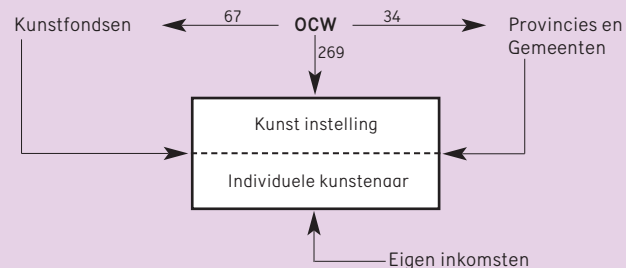 Kunstfondsen 67 OCW 34 Provincies en
Gemeenten
269
Kunst instelling
Individuele kunstenaar
Eigen inkomsten